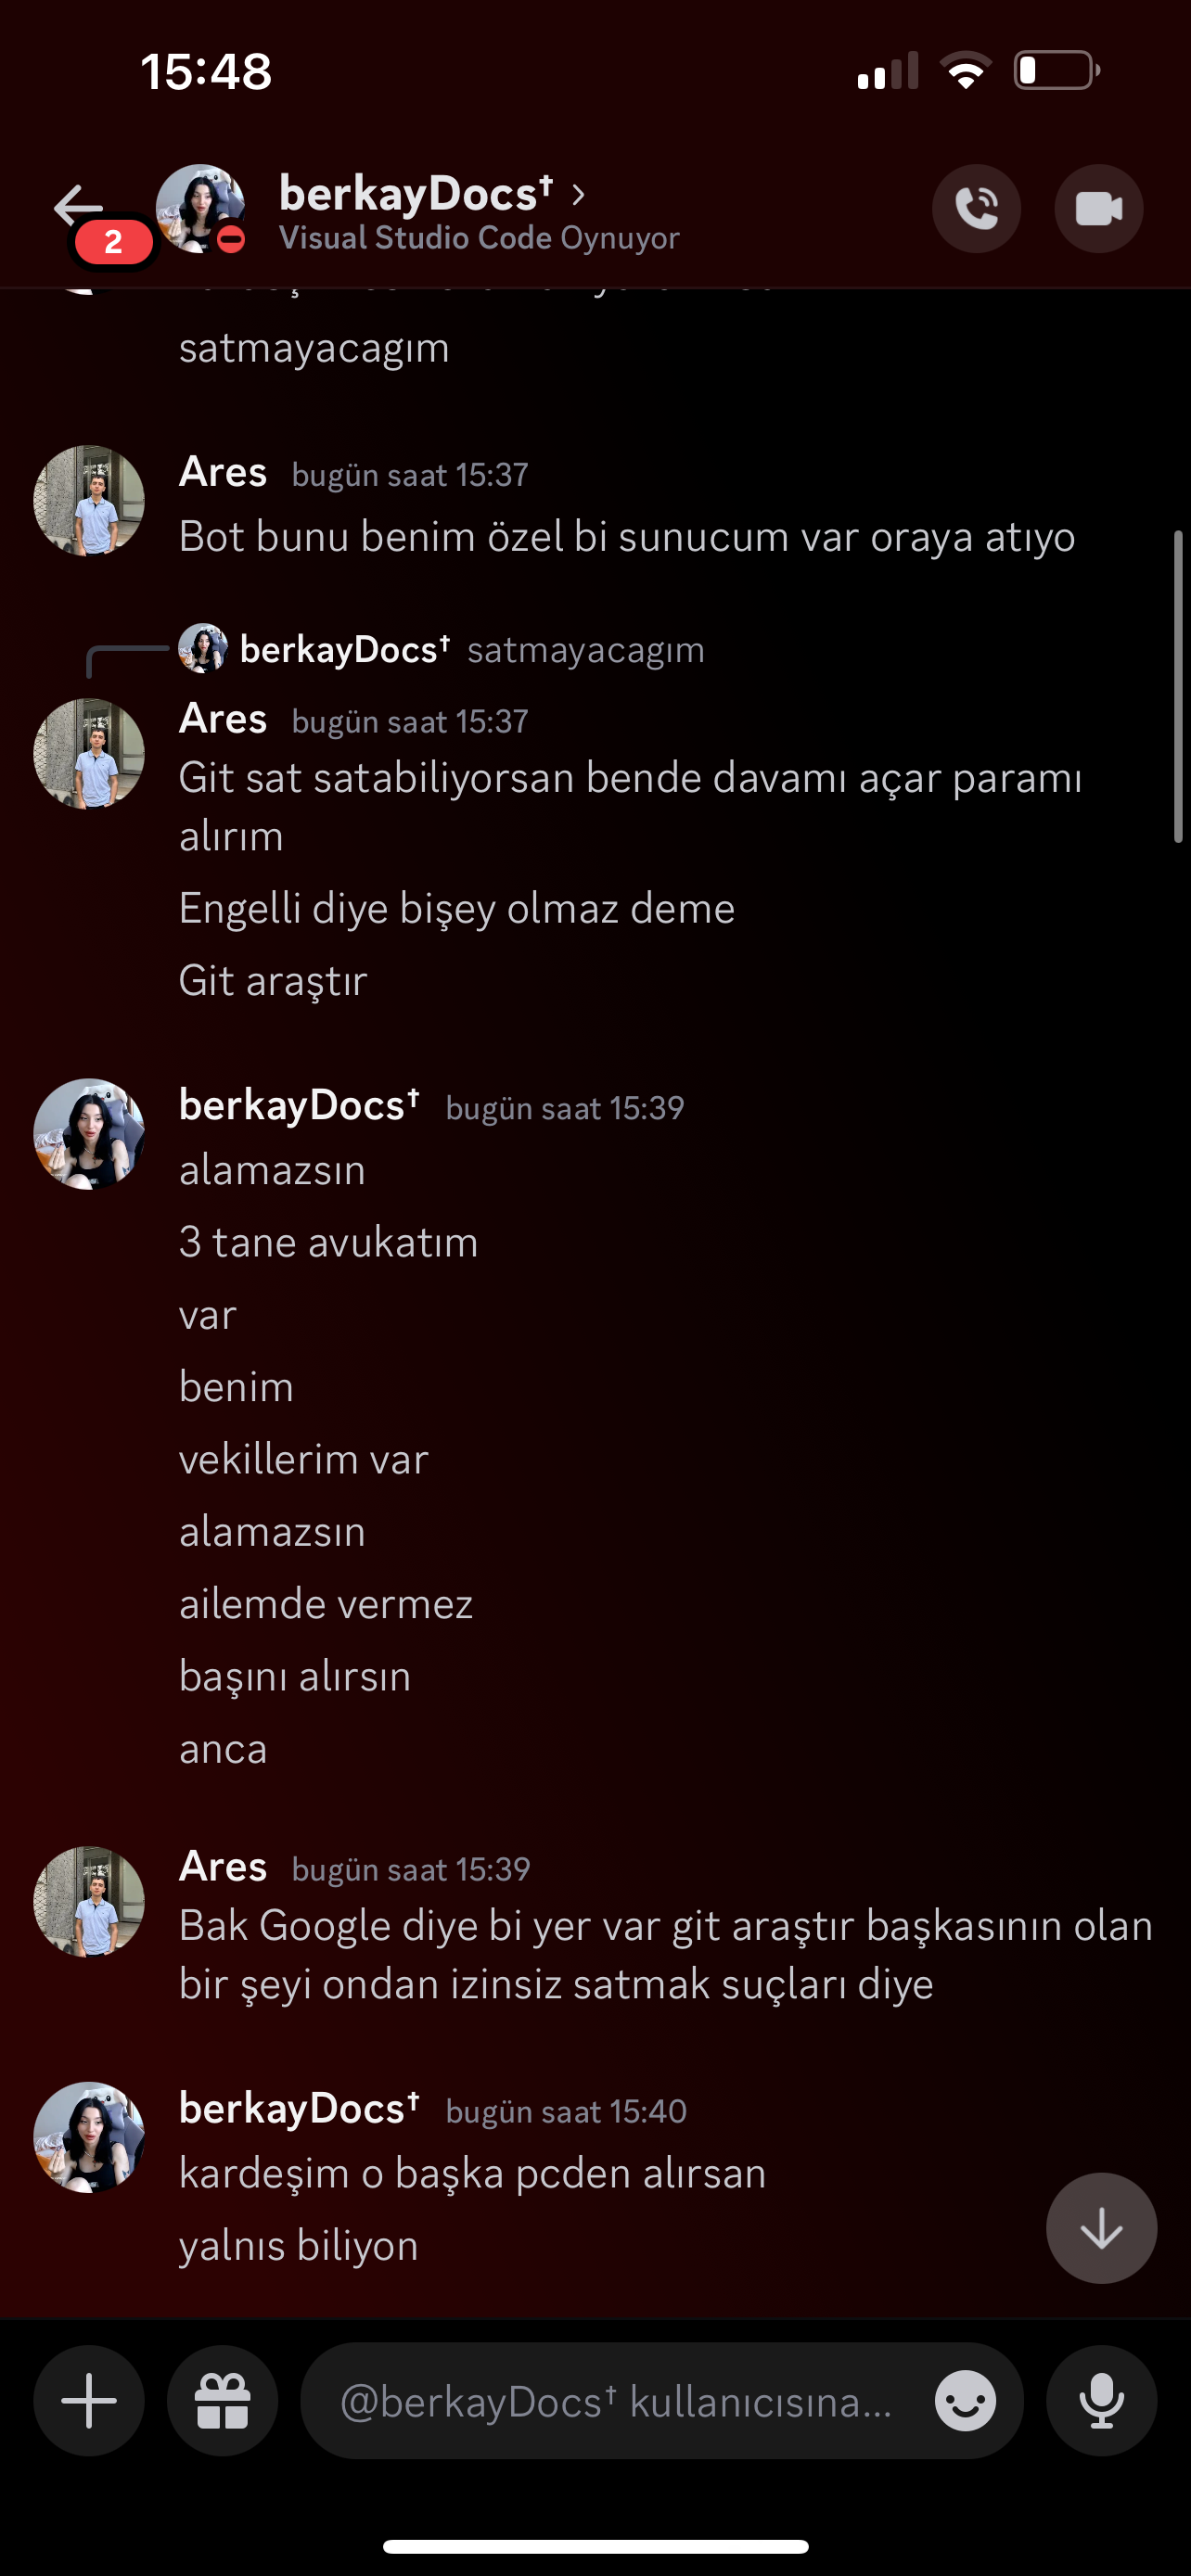 15:48
berkayDocs†
2
Visual Studio Code Oynuyor
satmayacagım
Ares bugün saat 15:37
Bot bunu benim özel bi sunucum var oraya atıyo
berkayDocs† satmayacagım
Ares bugün saat 15:37
Git sat satabiliyorsan bende davamı açar paramı
alırım
Engelli diye bişey olmaz deme
Git araştır
berkayDocs† bugün saat 15:39
alamazsın
3 tane avukatım
var
benim
vekillerim var
alamazsın
ailemde vermez
başını alırsın
anca
Ares bugün saat 15:39
Bak Google diye bi yer var git araştır başkasının olan
bir şeyi ondan izinsiz satmak suçları diye
berkayDocs† bugün saat 15:40
kardeşim o başka pcden alırsan
yalnıs biliyon
@berkayDocs† kullanıcısına...